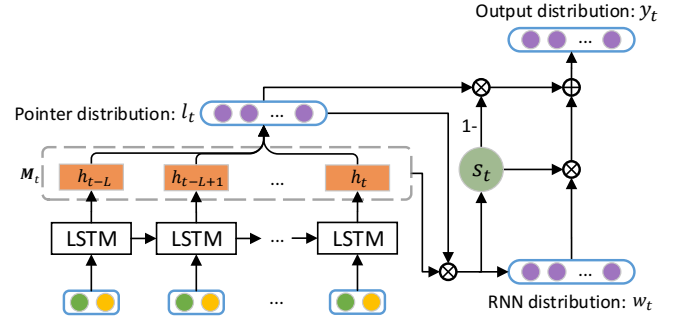 Output distribution: y_t
...
Pointer distribution: l_t
...
1-
M_t
h_{t-L}
h_{t-L+1}
...
h_t
s_t
LSTM
LSTM
...
LSTM
...
...
RNN distribution: w_t